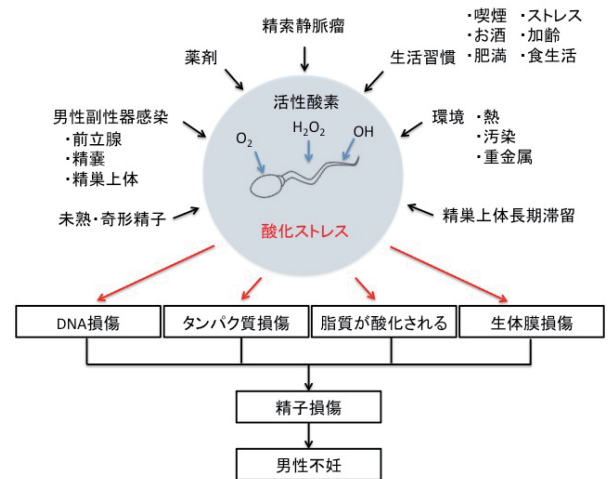 精索静脈瘤
薬剤
生活習慣
・喫煙 ・ストレス
・お酒 ・加齢
・肥満 ・食生活
男性副性器感染
・前立腺
・精嚢
・精巣上体
活性酸素
O2 H2O2 OH
環境 ・熱
・汚染
・重金属
未熟・奇形精子
酸化ストレス
精巣上体長期滞留
DNA損傷 タンパク質損傷 脂質が酸化される 生体膜損傷
精子損傷
男性不妊